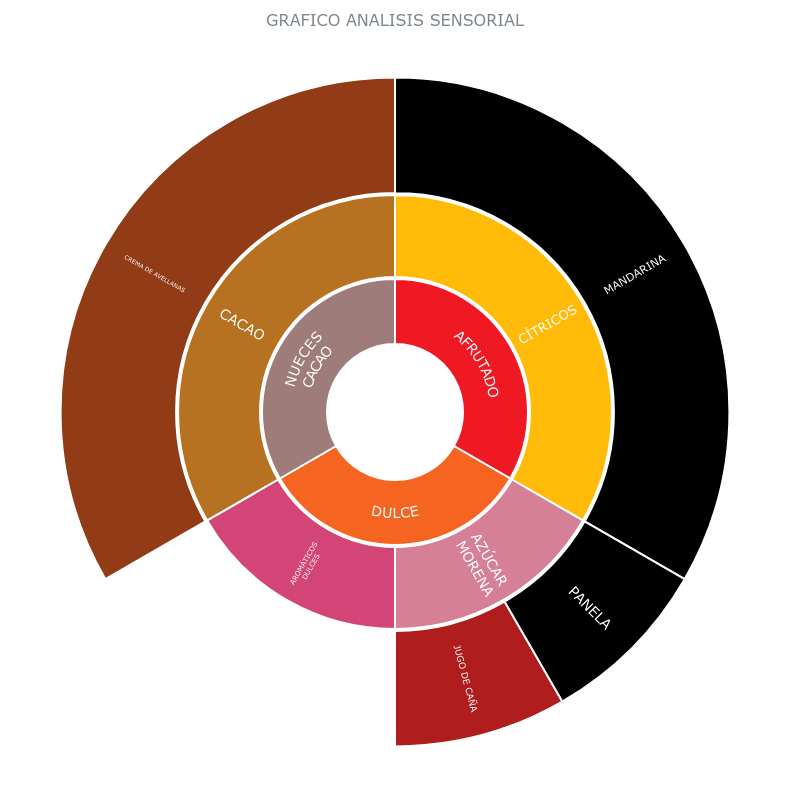 GRAFICO ANALISIS SENSORIAL
AFRUTADO
CÍTRICOS
MANDARINA
DULCE
AZÚCAR
MORENA
PANELA
JUGO DE CAÑA
AROMÁTICOS
DULCES
NUECES
CACAO
CACAO
CREMA DE AVELLANAS